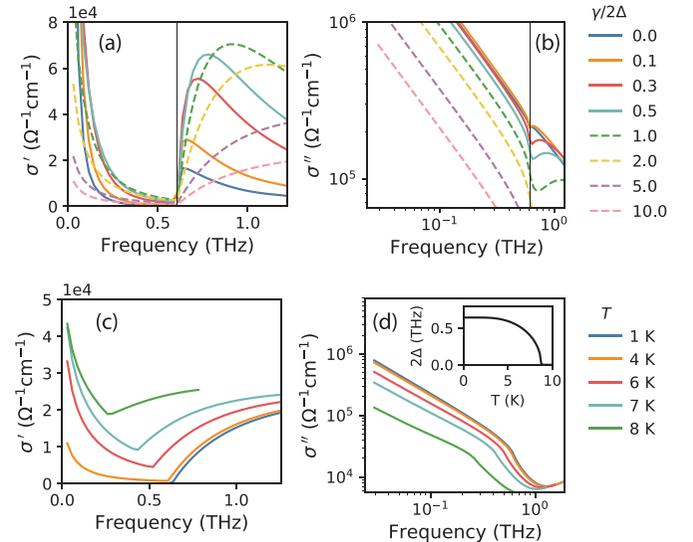 1e4
8
6
4
2
0
(a)
σ′ (Ω⁻¹cm⁻¹)
0.0 0.5 1.0
Frequency (THz)
10⁶
10⁵
(b)
σ″ (Ω⁻¹cm⁻¹)
10⁻¹ 10⁰
Frequency (THz)
γ/2Δ
0.0
0.1
0.3
0.5
1.0
2.0
5.0
10.0
1e4
5
4
3
2
1
0
(c)
σ′ (Ω⁻¹cm⁻¹)
0.0 0.5 1.0
Frequency (THz)
10⁶
10⁵
10⁴
(d)
σ″ (Ω⁻¹cm⁻¹)
2Δ (THz)
0.5
0.0
0 5 10
T (K)
10⁻¹ 10⁰
Frequency (THz)
T
1 K
4 K
6 K
7 K
8 K